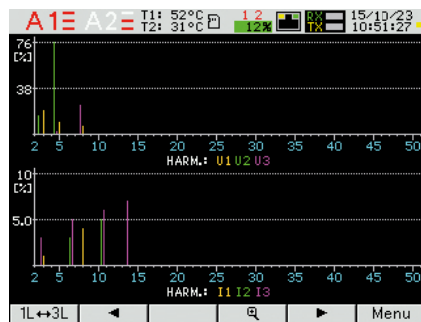 A1 A2 T1: 52°C 1 2 RX 15/10/23
T2: 31°C 12% TX 10:51:27
76
[%]
38
2 5 10 15 20 25 30 35 40 45 50
HARM.: U1 U2 U3
10
[%]
5.0
2 5 10 15 20 25 30 35 40 45 50
HARM.: I1 I2 I3
1L↔3L ◄ ► Menu